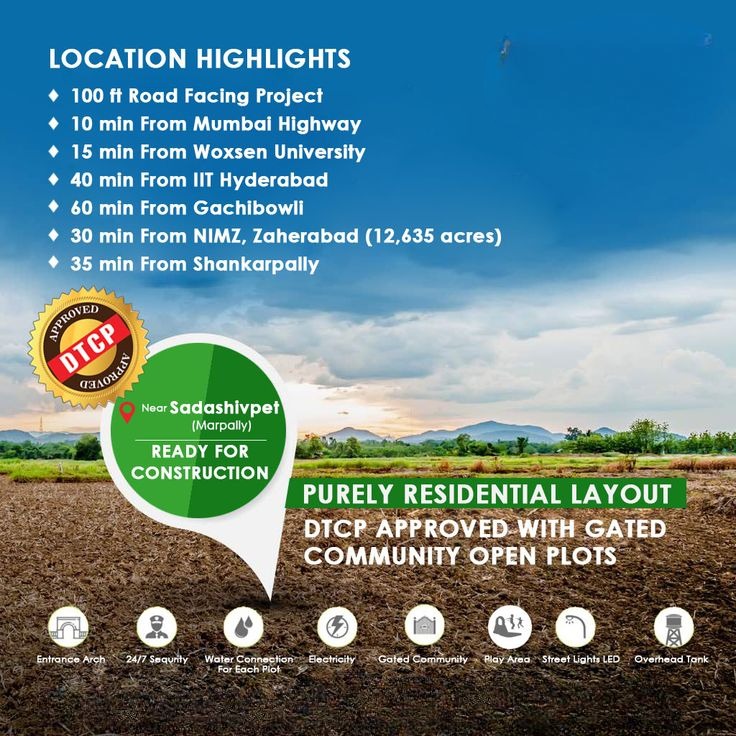 LOCATION HIGHLIGHTS
100 ft Road Facing Project
10 min From Mumbai Highway
15 min From Woxsen University
40 min From IIT Hyderabad
60 min From Gachibowli
30 min From NIMZ, Zaherabad (12,635 acres)
35 min From Shankarpally
APPROVED
DTCP
APPROVED
Near Sadashivpet
(Marpally)
READY FOR
CONSTRUCTION
PURELY RESIDENTIAL LAYOUT
DTCP APPROVED WITH GATED
COMMUNITY OPEN PLOTS
Entrance Arch
24/7 Sequrity
Water Connection
For Each Plot
Electricity
Gated Community
Play Area
Street Lights LED
Overhead Tank